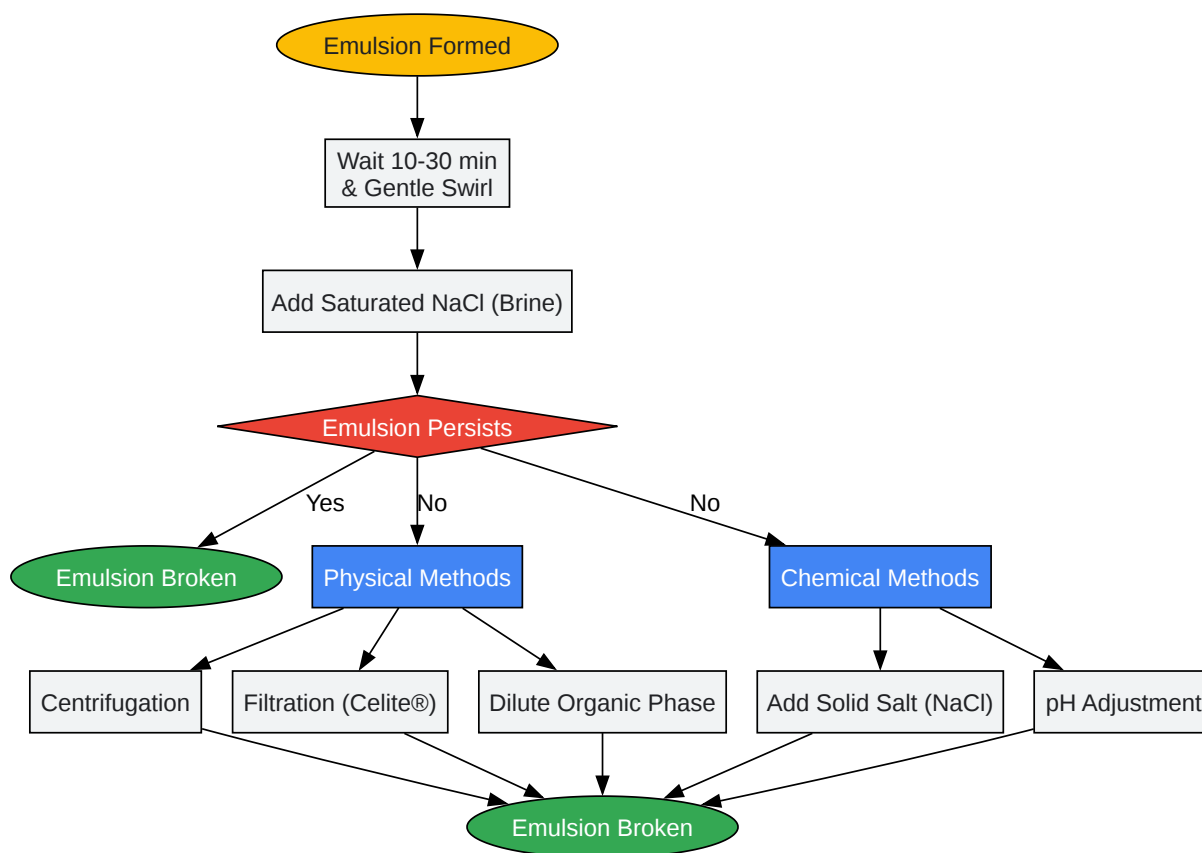 Emulsion Formed
Wait 10-30 min
& Gentle Swirl
Add Saturated NaCl (Brine)
Emulsion Persists
Yes
No
No
Emulsion Broken
Physical Methods
Chemical Methods
Centrifugation
Filtration (Celite®)
Dilute Organic Phase
Add Solid Salt (NaCl)
pH Adjustment
Emulsion Broken